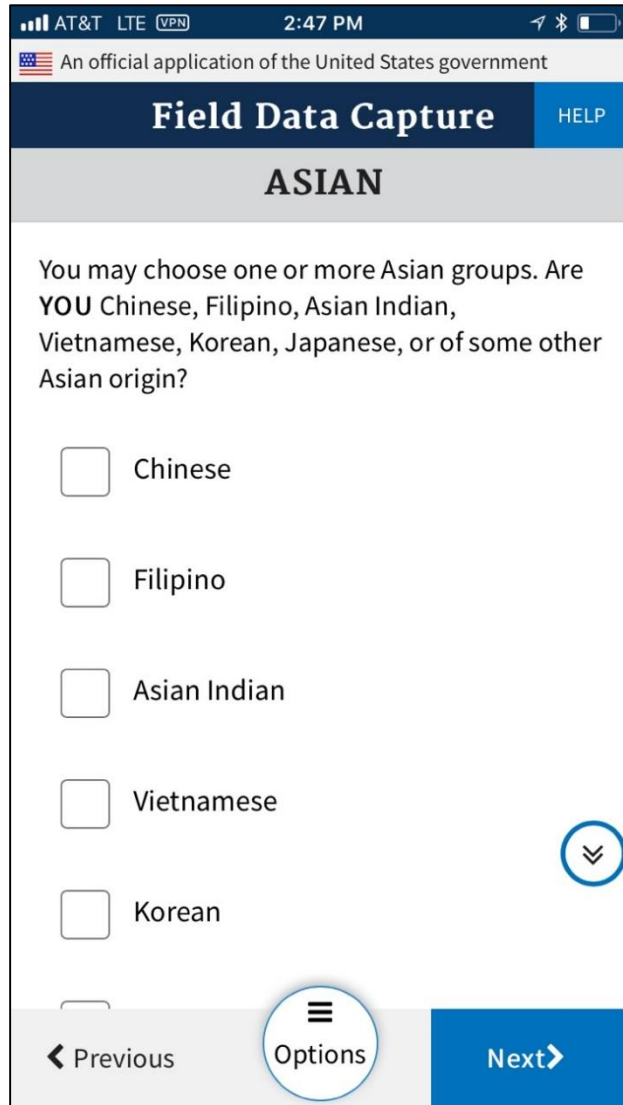 AT&T LTE VPN 2:47 PM
An official application of the United States government
Field Data Capture HELP
ASIAN
You may choose one or more Asian groups. Are
YOU Chinese, Filipino, Asian Indian,
Vietnamese, Korean, Japanese, or of some other
Asian origin?
Chinese
Filipino
Asian Indian
Vietnamese
Korean
Previous Options Next